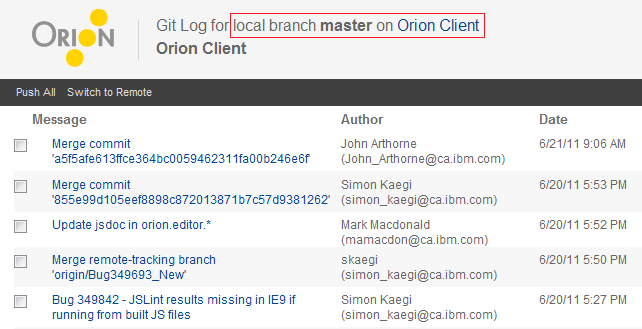 ORION
Git Log for local branch master on Orion Client
Orion Client
Push All Switch to Remote
Message Author Date
Merge commit
'a5f5afe613ffce364bc0059462311fa00b246e6f'
John Arthorne
(John_Arthorne@ca.ibm.com)
6/21/11 9:06 AM
Merge commit
'855e99d105eef8898c872013871b7c57d9381262'
Simon Kaegi
(simon_kaegi@ca.ibm.com)
6/20/11 5:53 PM
Update jsdoc in orion.editor.*
Mark Macdonald
(mamacdon@ca.ibm.com)
6/20/11 5:52 PM
Merge remote-tracking branch
'origin/Bug349693_New'
skaegi
(simon_kaegi@ca.ibm.com)
6/20/11 5:50 PM
Bug 349842 - JSLint results missing in IE9 if
running from built JS files
Simon Kaegi
(simon_kaegi@ca.ibm.com)
6/20/11 5:27 PM